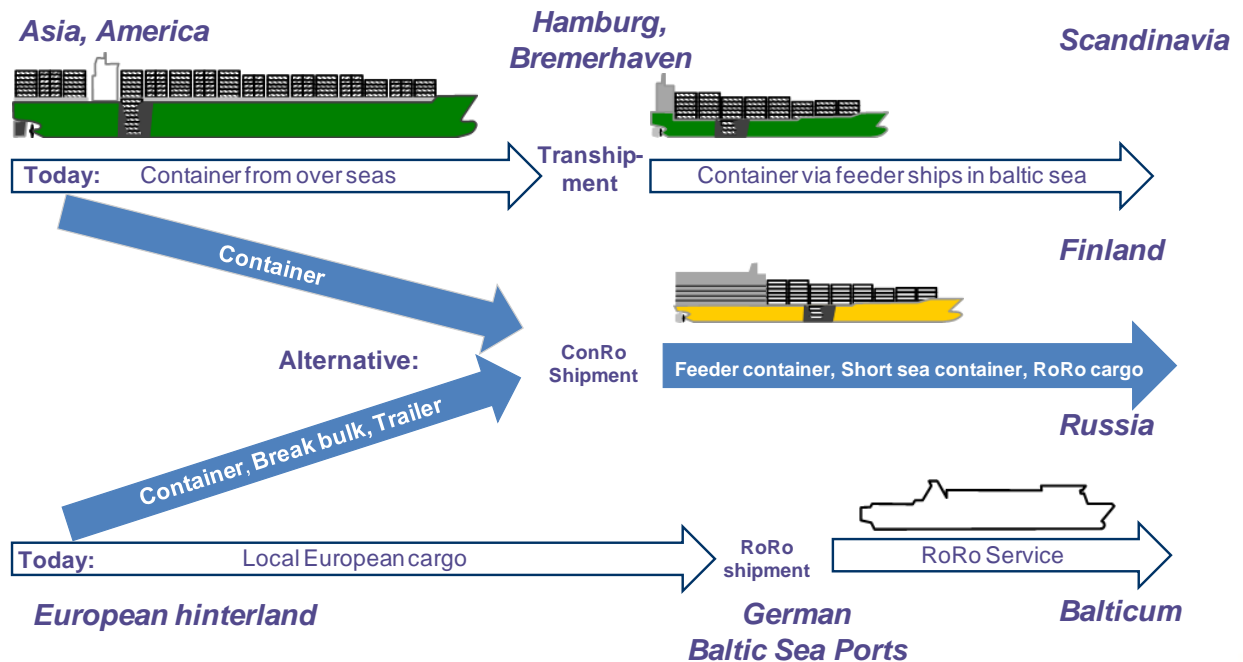 Asia, America
Hamburg,
Bremerhaven
Scandinavia
Today:
Container from over seas
Tranship-
ment
Container via feeder ships in baltic sea
Container
Finland
Alternative:
ConRo
Shipment
Feeder container, Short sea container, RoRo cargo
Container, Break bulk, Trailer
Russia
Today:
Local European cargo
RoRo
shipment
RoRo Service
European hinterland
German
Baltic Sea Ports
Balticum